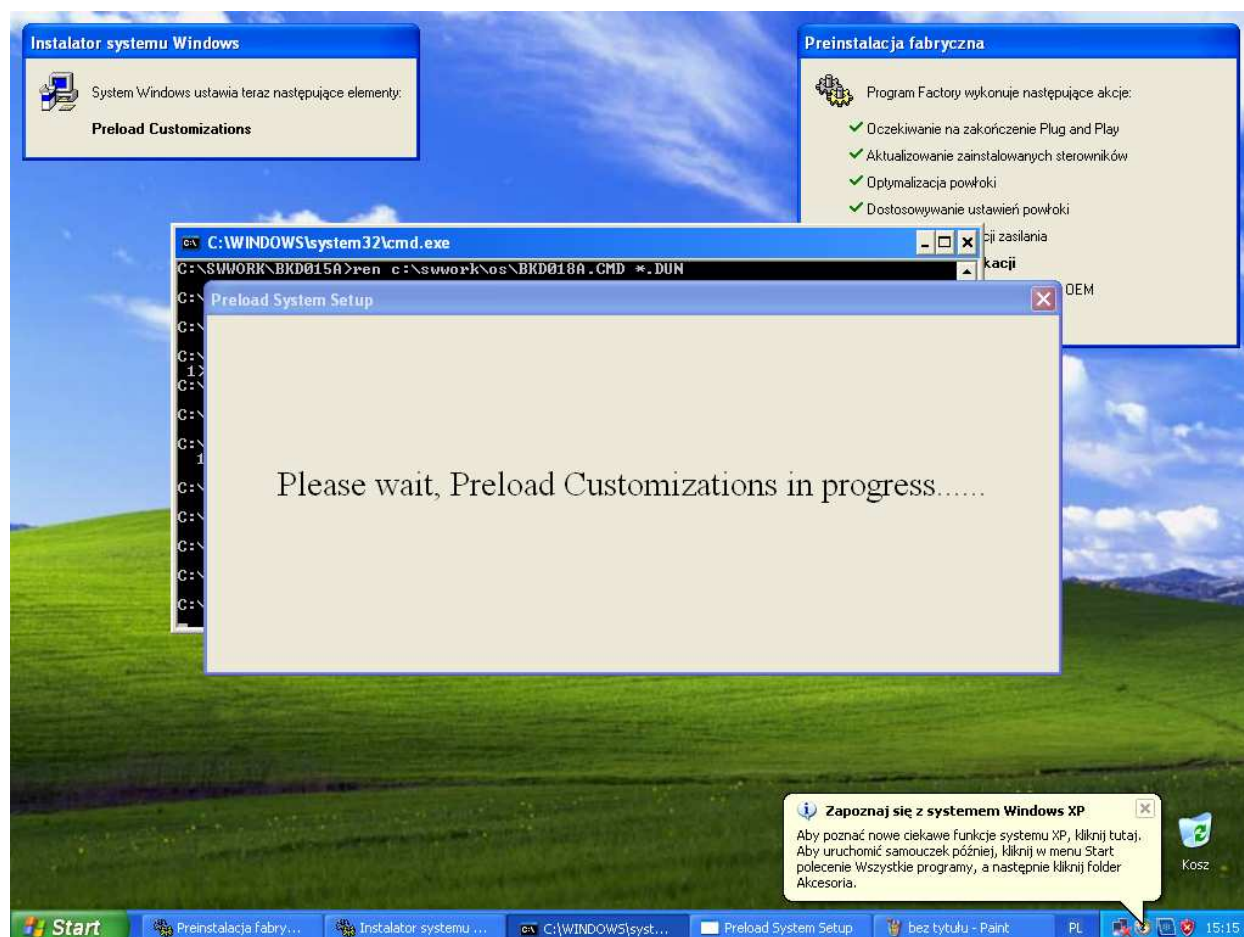 Instalator systemu Windows
System Windows ustawia teraz następujące elementy:
Preload Customizations
Preinstalacja fabryczna
Program Factory wykonuje następujące akcje:
Oczekiwanie na zakończenie Plug and Play
Aktualizowanie zainstalowanych sterowników
Optymalizacja powłoki
Dostosowywanie ustawień powłoki
cji zasilania
kacji
OEM
C:\WINDOWS\system32\cmd.exe
C:\SWWORK\BKD015A>ren c:\swwork\os\BKD018A.CMD *.DUN
C:\
C:\
C:\
1>
C:\
C:\
C:\
1
C:\
C:\
C:\
C:\
C:\
Preload System Setup
Please wait, Preload Customizations in progress......
Zapoznaj się z systemem Windows XP
Aby poznać nowe ciekawe funkcje systemu XP, kliknij tutaj.
Aby uruchomić samouczek później, kliknij w menu Start
polecenie Wszystkie programy, a następnie kliknij folder
Akcesoria.
Kosz
Start
Preinstalacja fabry...
Instalator systemu ...
C:\WINDOWS\syst...
Preload System Setup
bez tytułu - Paint
PL
15:15